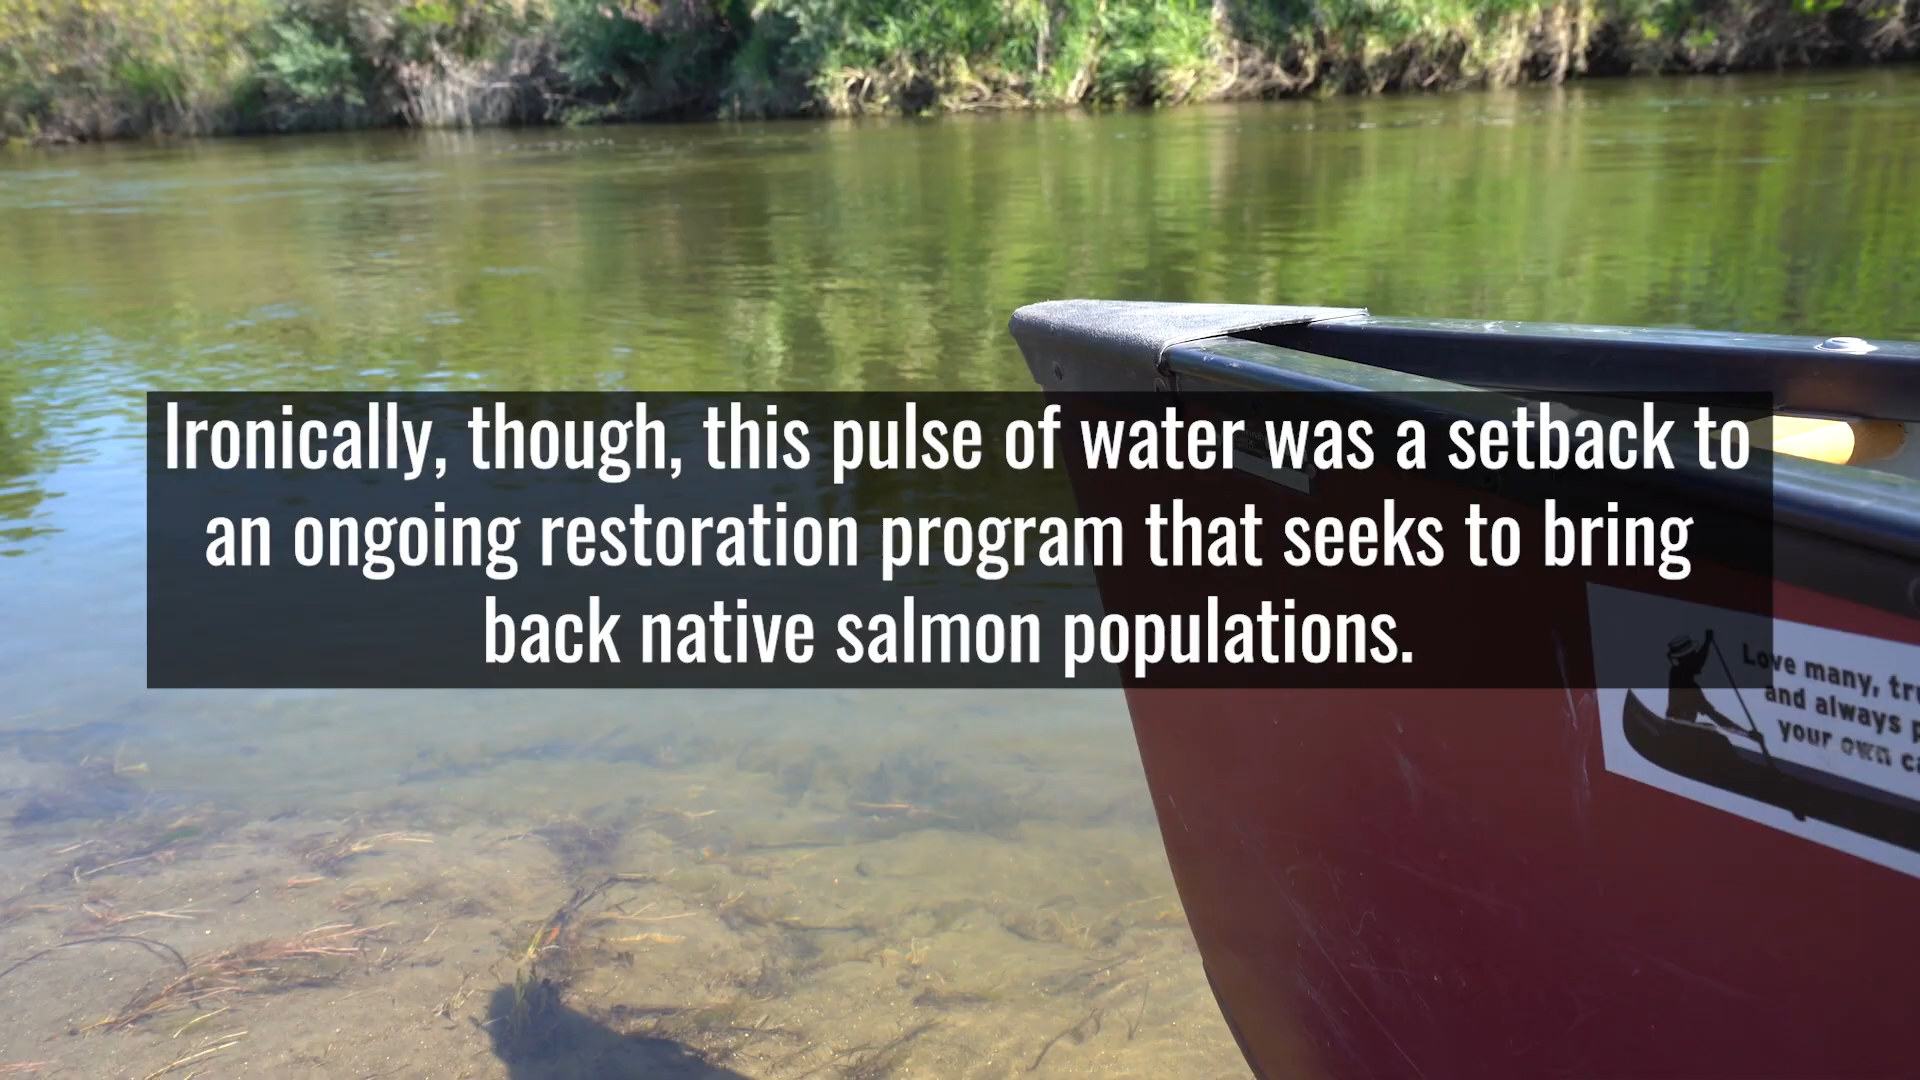 Ironically, though, this pulse of water was a setback to
an ongoing restoration program that seeks to bring
back native salmon populations.
Love many,
and always
your own